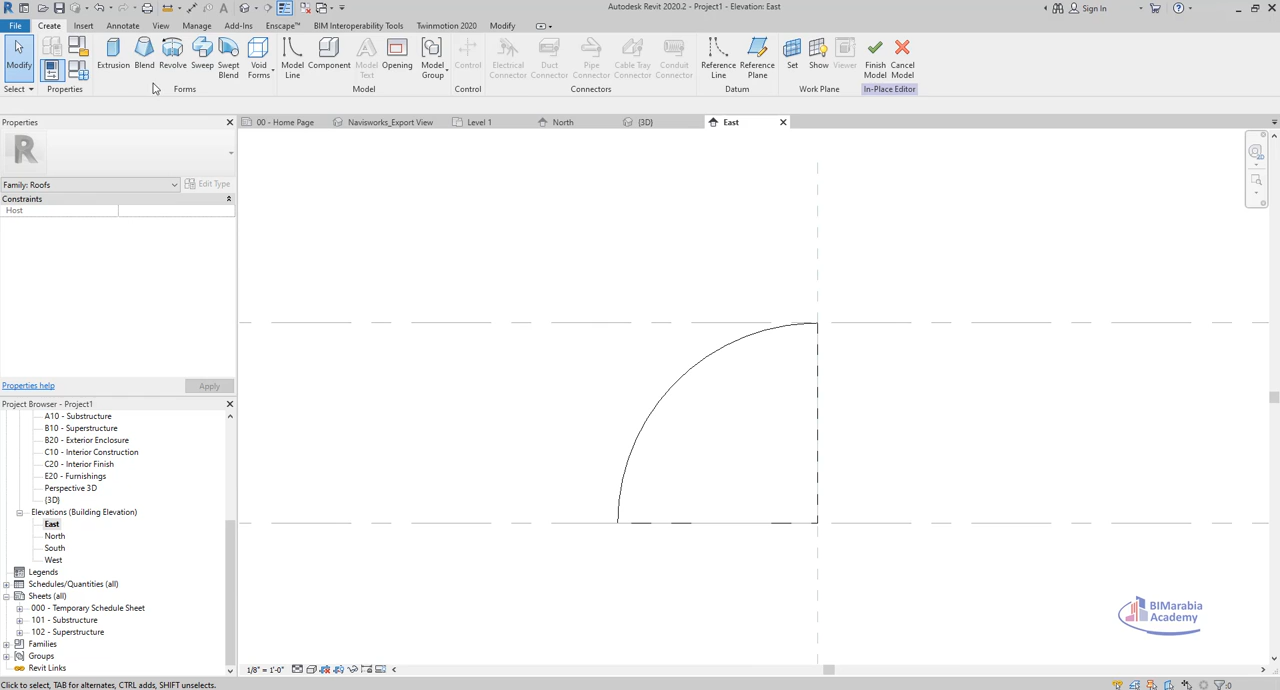 Autodesk Revit 2020.2 - Project1 - Elevation: East
Sign In
File Create Annotate View Manage Add-Ins Enscape™ BIM Interoperability Tools Twinmotion 2020 Modify
Modify
Extrusion Blend Revolve Sweep Swept Blend Void Forms
Model Line Component Model Text Opening Model Group
Control
Electrical Connector Duct Connector Pipe Connector Cable Tray Connector Conduit Connector
Reference Line Reference Plane
Set Show Viewer
Finish Model Cancel Model
Select Properties Forms Model Control Connectors Datum Work Plane In-Place Editor
Properties
00 - Home Page Navisworks_Export View Level 1 North {3D} East
R
Family: Roofs Edit Type
Constraints
Host
Properties help Apply
Project Browser - Project1
A10 - Substructure
B10 - Superstructure
B20 - Exterior Enclosure
C10 - Interior Construction
C20 - Interior Finish
E20 - Furnishings
Perspective 3D
{3D}
Elevations (Building Elevation)
East
North
South
West
Legends
Schedules/Quantities (all)
Sheets (all)
000 - Temporary Schedule Sheet
101 - Substructure
102 - Superstructure
Families
Groups
Revit Links
BIMarabia
Academy
1/8" = 1'-0"
Click to select, TAB for alternates, CTRL adds, SHIFT unselects.
:0